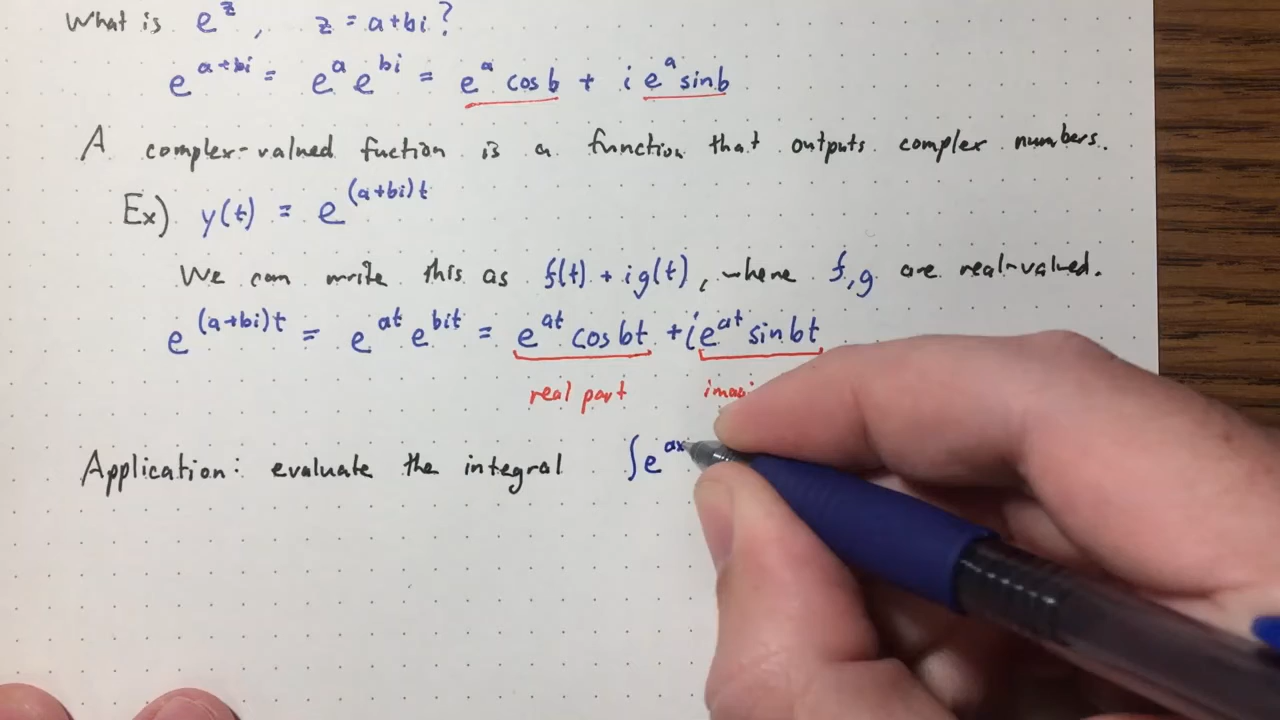 What is e^z, z = a+bi?
e^{a+bi} = e^a e^{bi} = e^a cos b + i e^a sin b
A complex-valued fuction is a function that outputs complex numbers.
Ex) y(t) = e^{(a+bi)t}
We can write this as f(t) + ig(t), where f,g are real-valued.
e^{(a+bi)t} = e^{at} e^{bit} = e^{at} cos bt + i e^{at} sin bt
real part
Application: evaluate the integral ∫e^{ax}